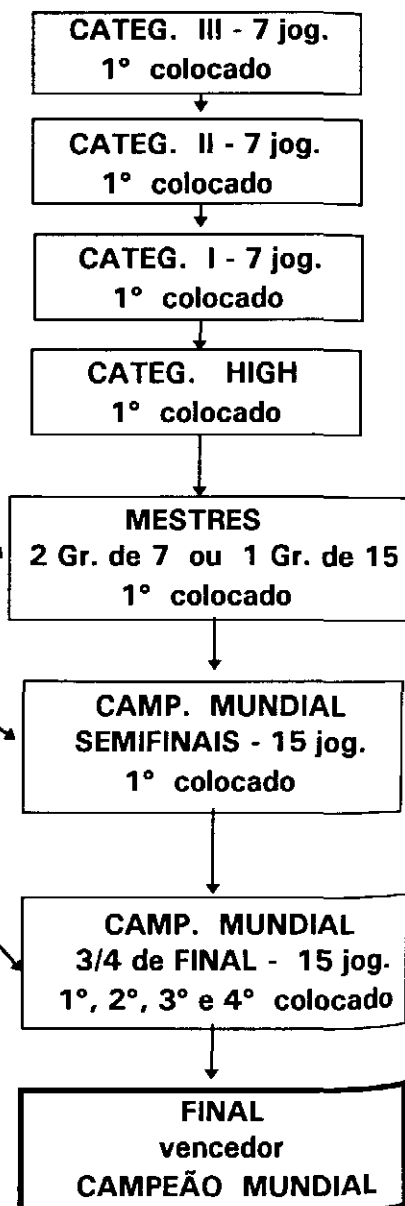 CATEG. III - 7 jog.
1° colocado
CATEG. II - 7 jog.
1° colocado
CATEG. I - 7 jog.
1° colocado
CATEG. HIGH
1° colocado
MESTRES
2 Gr. de 7 ou 1 Gr. de 15
1° colocado
CAMP. MUNDIAL
SEMIFINAIS - 15 jog.
1° colocado
CAMP. MUNDIAL
3/4 de FINAL - 15 jog.
1°, 2°, 3° e 4° colocado
FINAL
vencedor
CAMPEÃO MUNDIAL